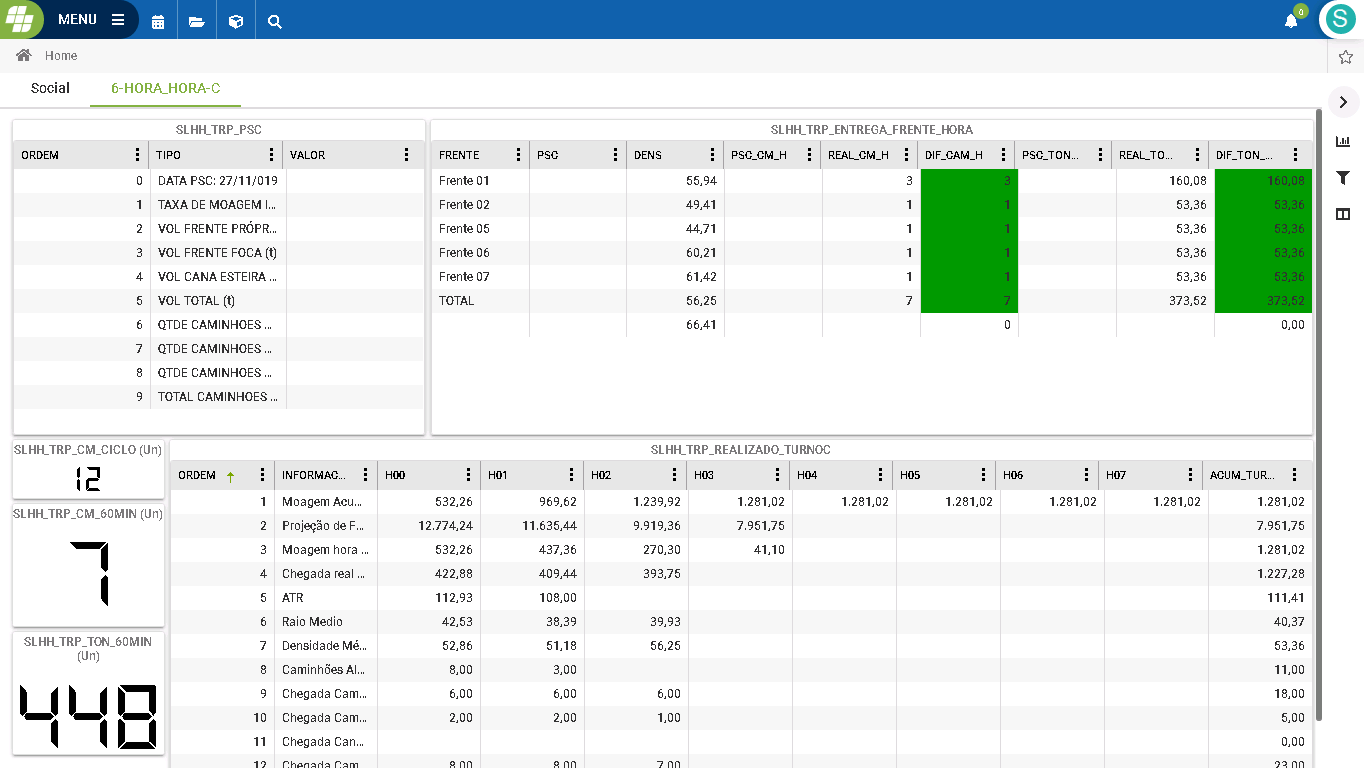 MENU
0
S
Home
Social 6-HORA_HORA-C
SLHH_TRP_PSC
ORDEM TIPO VALOR
0 DATA PSC: 27/11/019
1 TAXA DE MOAGEM I...
2 VOL FRENTE PRÓPR...
3 VOL FRENTE FOCA (t)
4 VOL CANA ESTEIRA ...
5 VOL TOTAL (t)
6 QTDE CAMINHOES ...
7 QTDE CAMINHOES ...
8 QTDE CAMINHOES ...
9 TOTAL CAMINHOES ...
SLHH_TRP_ENTREGA_FRENTE_HORA
FRENTE PSC DENS PSC_CM_H REAL_CM_H DIF_CAM_H PSC_TON... REAL_TO... DIF_TON_...
Frente 01 55,94 3 3 160,08 160,08
Frente 02 49,41 1 1 53,36 53,36
Frente 05 44,71 1 1 53,36 53,36
Frente 06 60,21 1 1 53,36 53,36
Frente 07 61,42 1 1 53,36 53,36
TOTAL 56,25 7 7 373,52 373,52
66,41 0 0,00
SLHH_TRP_CM_CICLO (Un)
12
SLHH_TRP_CM_60MIN (Un)
7
SLHH_TRP_TON_60MIN
(Un)
448
SLHH_TRP_REALIZADO_TURNOC
ORDEM INFORMAC... H00 H01 H02 H03 H04 H05 H06 H07 ACUM_TUR...
1 Moagem Acu... 532,26 969,62 1.239,92 1.281,02 1.281,02 1.281,02 1.281,02 1.281,02 1.281,02
2 Projeção de F... 12.774,24 11.635,44 9.919,36 7.951,75 7.951,75
3 Moagem hora ... 532,26 437,36 270,30 41,10 1.281,02
4 Chegada real ... 422,88 409,44 393,75 1.227,28
5 ATR 112,93 108,00 111,41
6 Raio Medio 42,53 38,39 39,93 40,37
7 Densidade Mé... 52,86 51,18 56,25 53,36
8 Caminhões Al... 8,00 3,00 11,00
9 Chegada Cam... 6,00 6,00 6,00 18,00
10 Chegada Cam... 2,00 2,00 1,00 5,00
11 Chegada Can... 0,00
12 Chegada Cam... 8,00 8,00 7,00 23,00